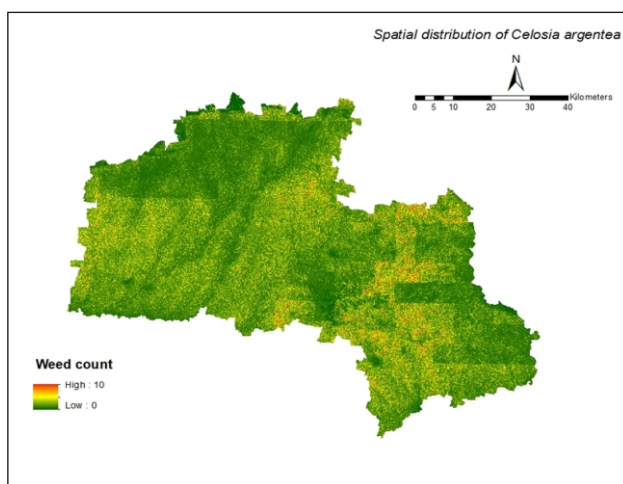 Spatial distribution of Celosia argentea
N
Kilometers
0 5 10 20 30 40
Weed count
High : 10
Low : 0